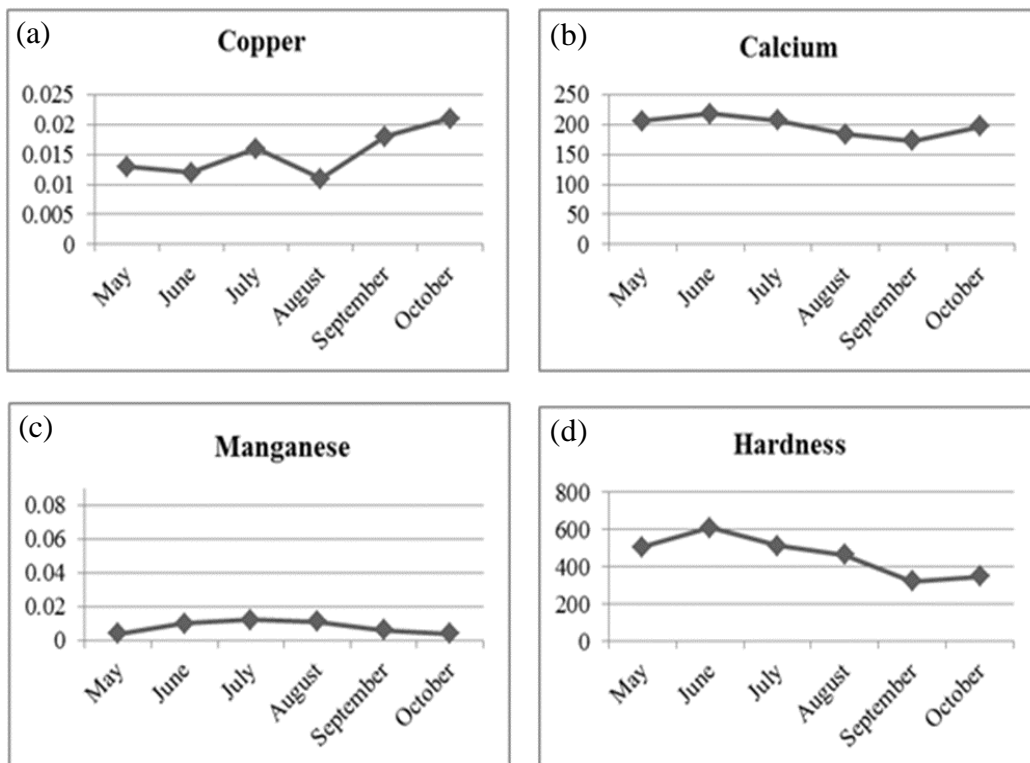 (a)
Copper
0.025
0.02
0.015
0.01
0.005
0
May
June
July
August
September
October
(b)
Calcium
250
200
150
100
50
0
May
June
July
August
September
October
(c)
Manganese
0.08
0.06
0.04
0.02
0
May
June
July
August
September
October
(d)
Hardness
800
600
400
200
0
May
June
July
August
September
October